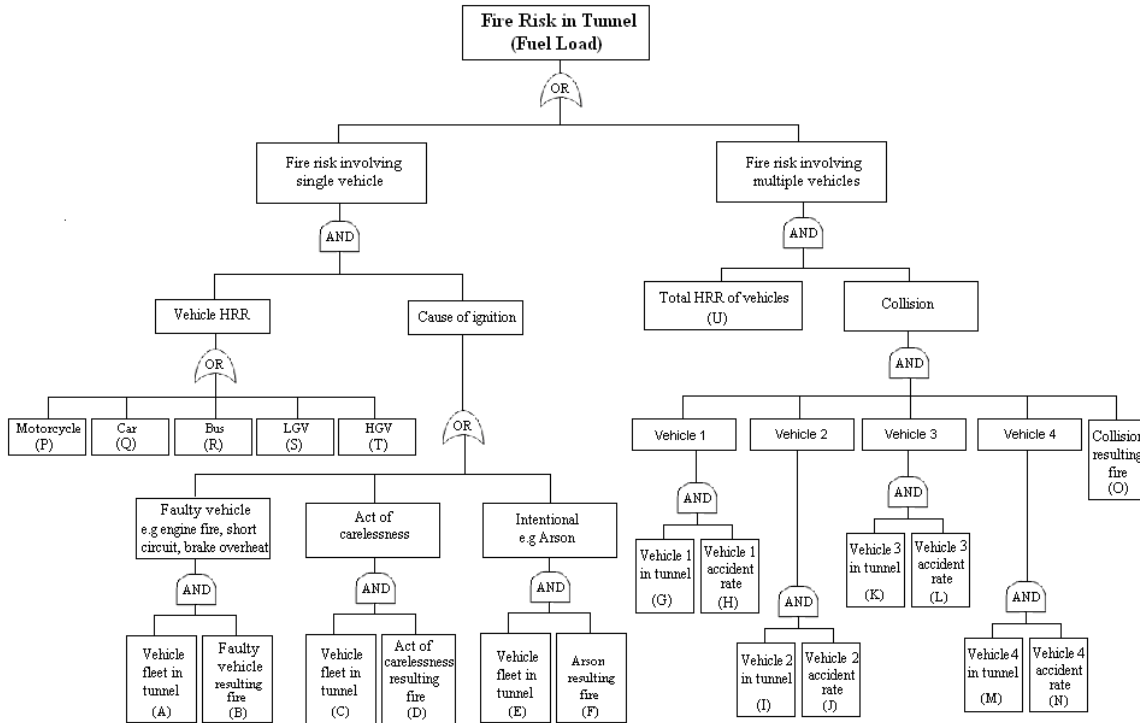 Fire Risk in Tunnel
(Fuel Load)
OR
Fire risk involving
single vehicle
Fire risk involving
multiple vehicles
AND
AND
Vehicle HRR
Cause of ignition
Total HRR of vehicles
(U)
Collision
OR
AND
Motorcycle
(P)
Car
(Q)
Bus
(R)
LGV
(S)
HGV
(T)
OR
Vehicle 1
Vehicle 2
Vehicle 3
Vehicle 4
Collision
resulting
fire
(O)
Faulty vehicle
e.g engine fire, short
circuit, brake overheat
Act of
carelessness
Intentional
e.g Arson
AND
AND
Vehicle 1
in tunnel
(G)
Vehicle 1
accident
rate
(H)
Vehicle 3
in tunnel
(K)
Vehicle 3
accident
rate
(L)
AND
AND
AND
AND
AND
Vehicle
fleet in
tunnel
(A)
Faulty
vehicle
resulting
fire
(B)
Vehicle
fleet in
tunnel
(C)
Act of
carelessness
resulting
fire
(D)
Vehicle
fleet in
tunnel
(E)
Arson
resulting
fire
(F)
Vehicle 2
in tunnel
(I)
Vehicle 2
accident
rate
(J)
Vehicle 4
in tunnel
(M)
Vehicle 4
accident
rate
(N)